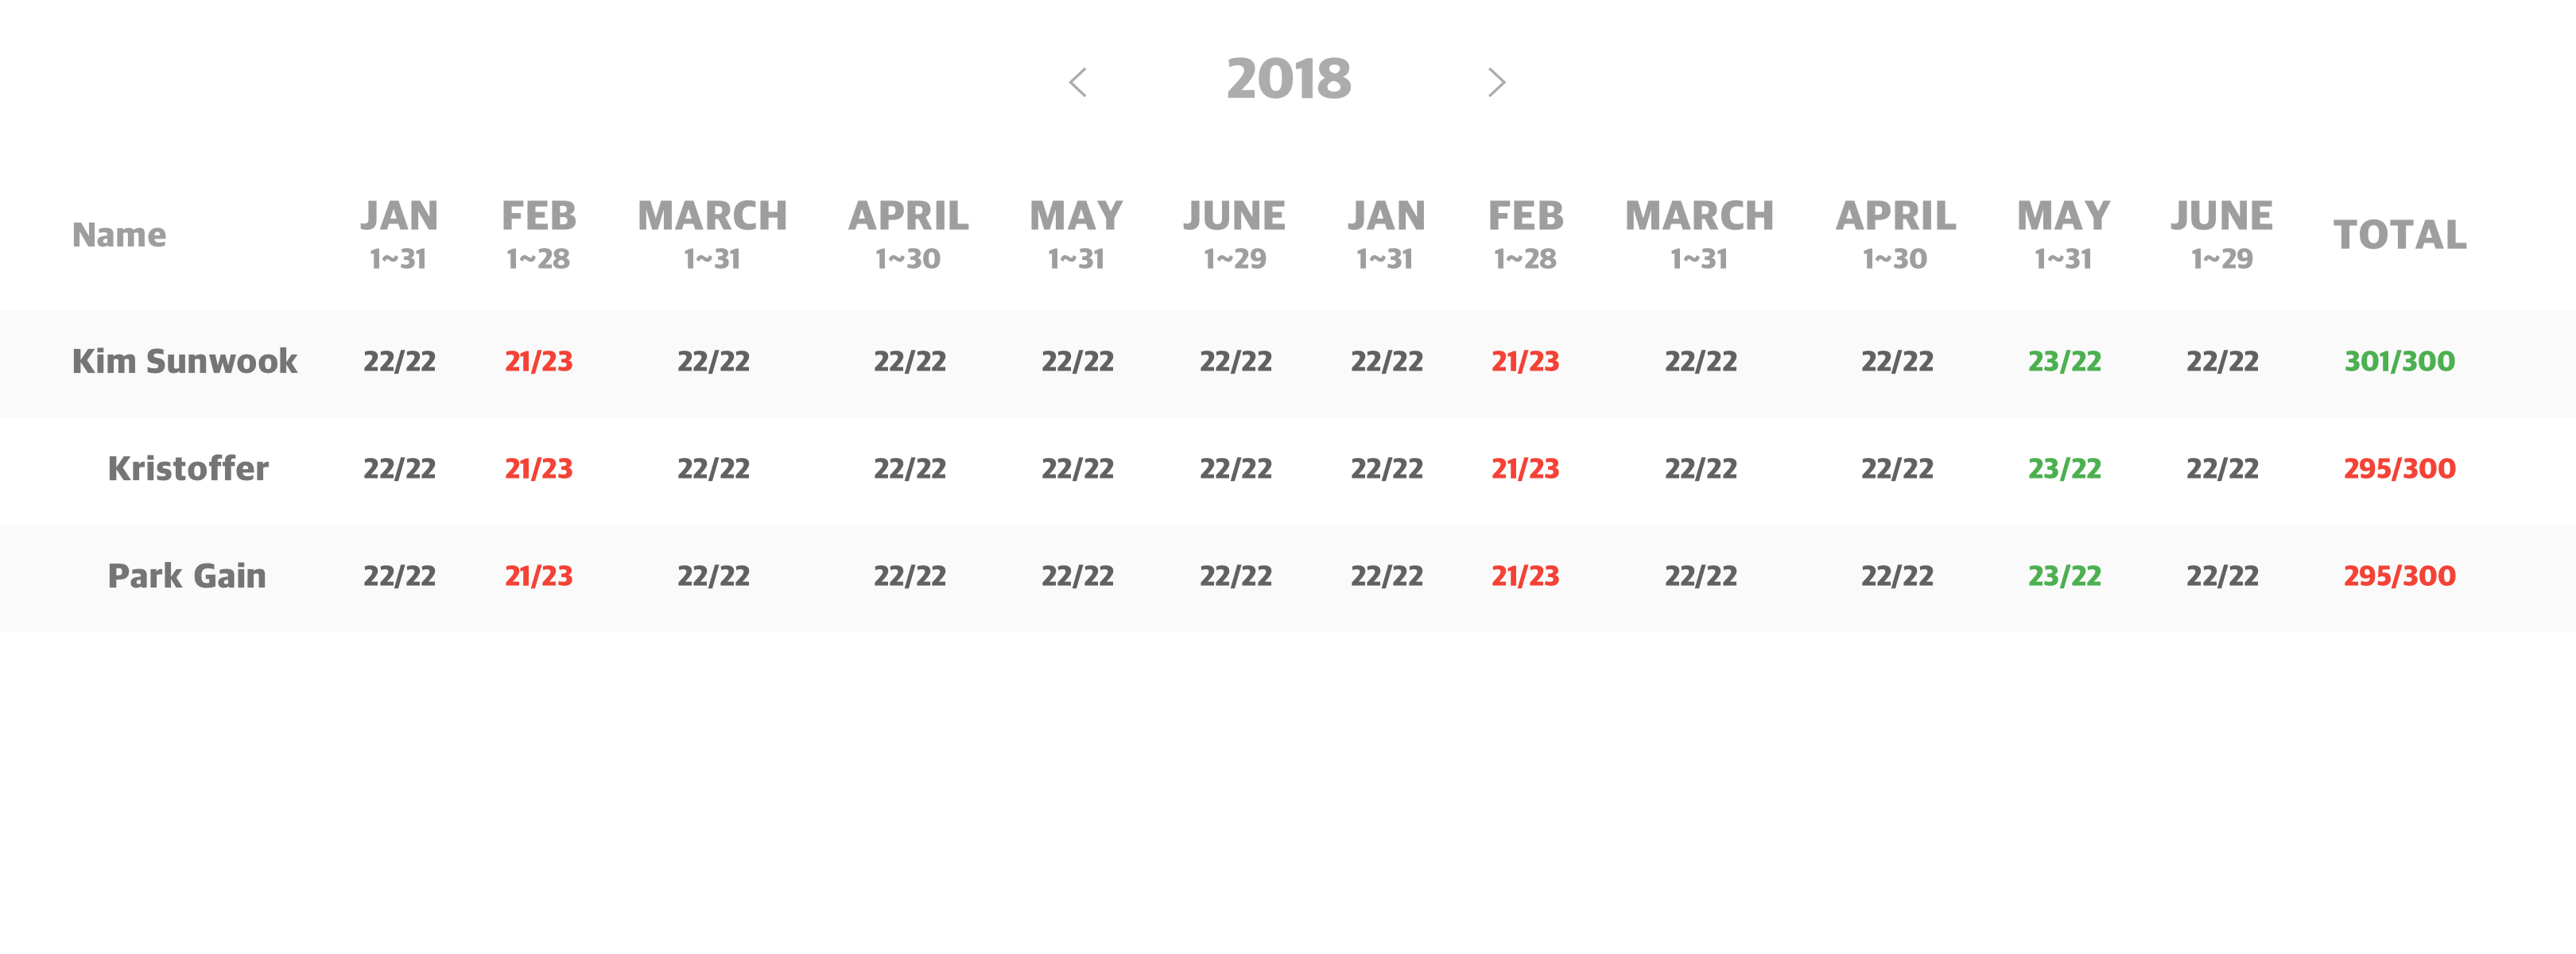 2018
Name JAN FEB MARCH APRIL MAY JUNE JAN FEB MARCH APRIL MAY JUNE TOTAL
1~31 1~28 1~31 1~30 1~31 1~29 1~31 1~28 1~31 1~30 1~31 1~29
Kim Sunwook 22/22 21/23 22/22 22/22 22/22 22/22 22/22 21/23 22/22 22/22 23/22 22/22 301/300
Kristoffer 22/22 21/23 22/22 22/22 22/22 22/22 22/22 21/23 22/22 22/22 23/22 22/22 295/300
Park Gain 22/22 21/23 22/22 22/22 22/22 22/22 22/22 21/23 22/22 22/22 23/22 22/22 295/300